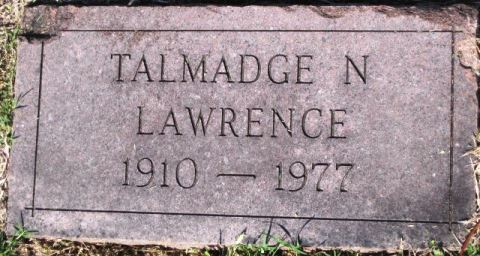 TALMADGE N
LAWRENCE
1910 — 1977